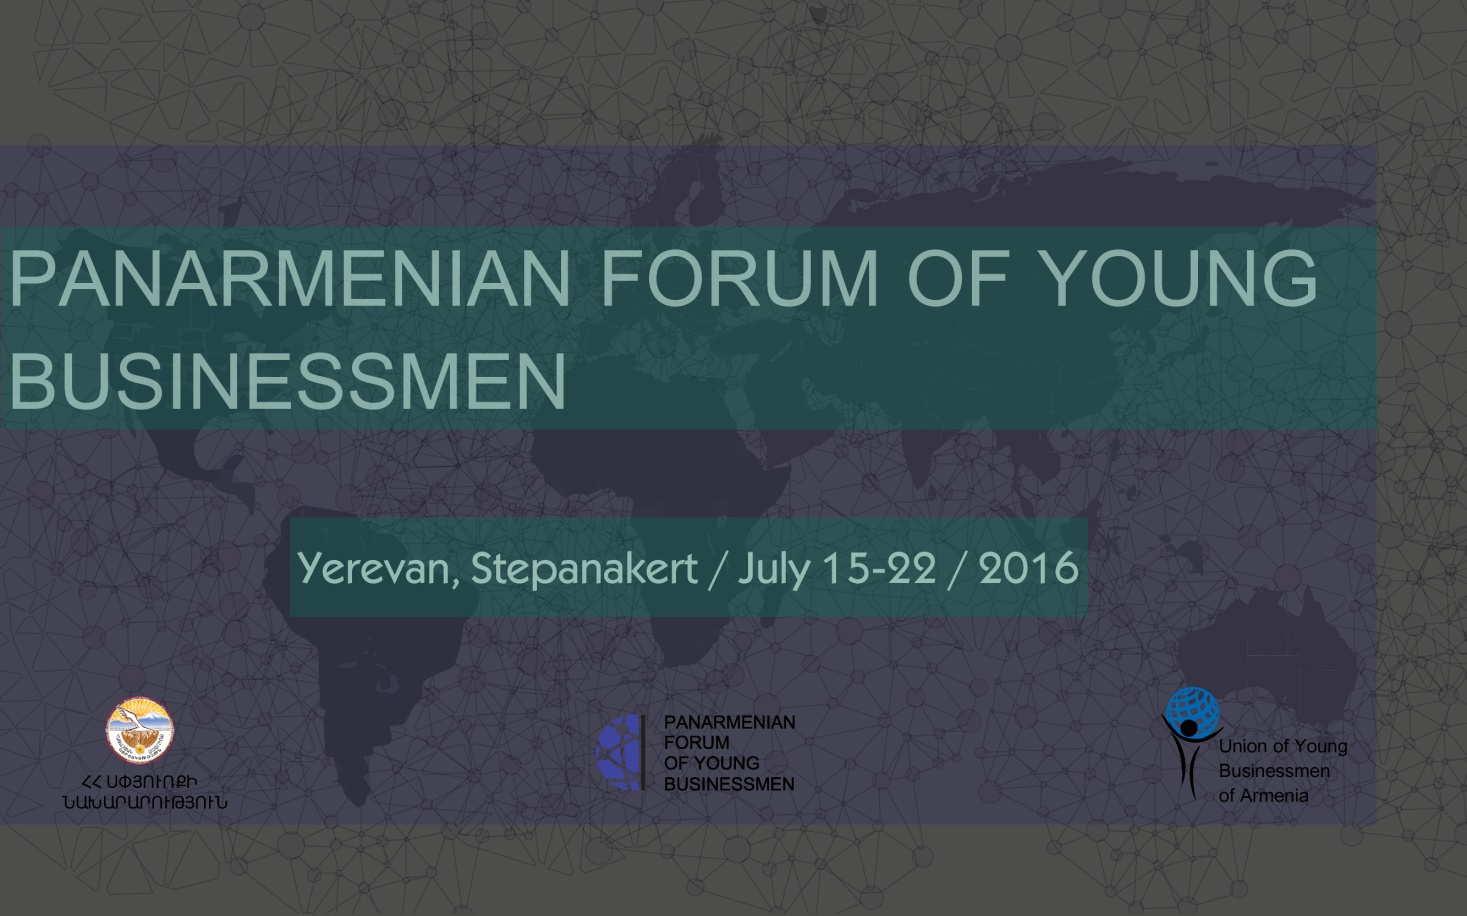 PANARMENIAN FORUM OF YOUNG
BUSINESSMEN
Yerevan, Stepanakert / July 15-22 / 2016
ՀՀ ՍՓՅՈՒՌՔԻ
ՆԱԽԱՐԱՐՈՒԹՅՈՒՆ
PANARMENIAN
FORUM
OF YOUNG
BUSINESSMEN
Union of Young
Businessmen
of Armenia